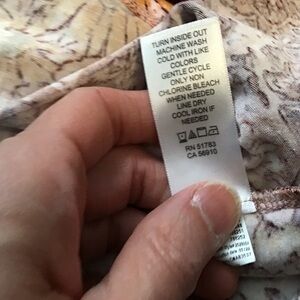 TURN INSIDE OUT
MACHINE WASH
COLD WITH LIKE
COLORS
GENTLE CYCLE
ONLY NON
CHLORINE BLEACH
WHEN NEEDED
LINE DRY
COOL IRON IF
NEEDED
RN 51783
CA 56910